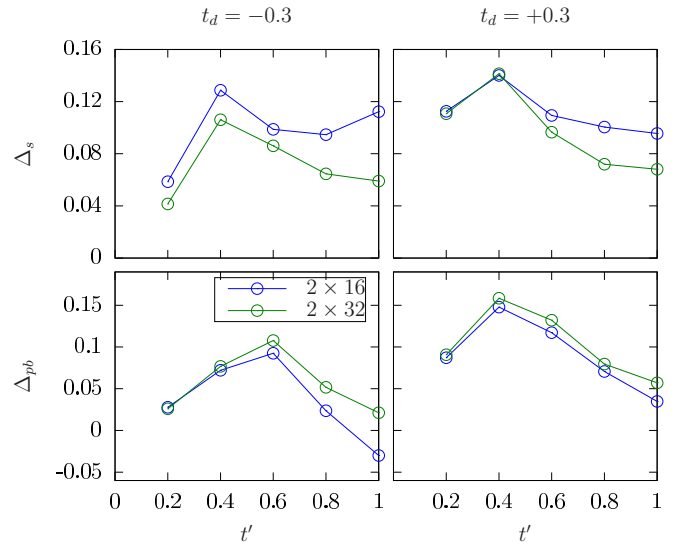 t_d = −0.3
t_d = +0.3
0.16
0.12
0.08
0.04
0
Δ_s
2 × 16
2 × 32
0.15
0.1
0.05
0
-0.05
Δ_pb
0 0.2 0.4 0.6 0.8 1
0.2 0.4 0.6 0.8 1
t′
t′